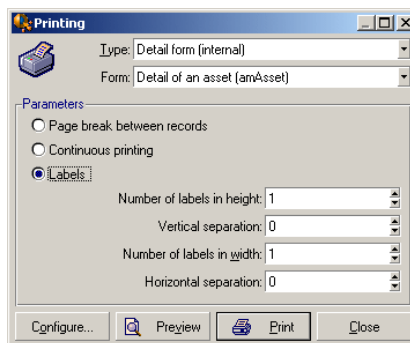 Printing
Type: Detail form (internal)
Form: Detail of an asset (amAsset)
Parameters
Page break between records
Continuous printing
Labels
Number of labels in height: 1
Vertical separation: 0
Number of labels in width: 1
Horizontal separation: 0
Configure... Preview Print Close